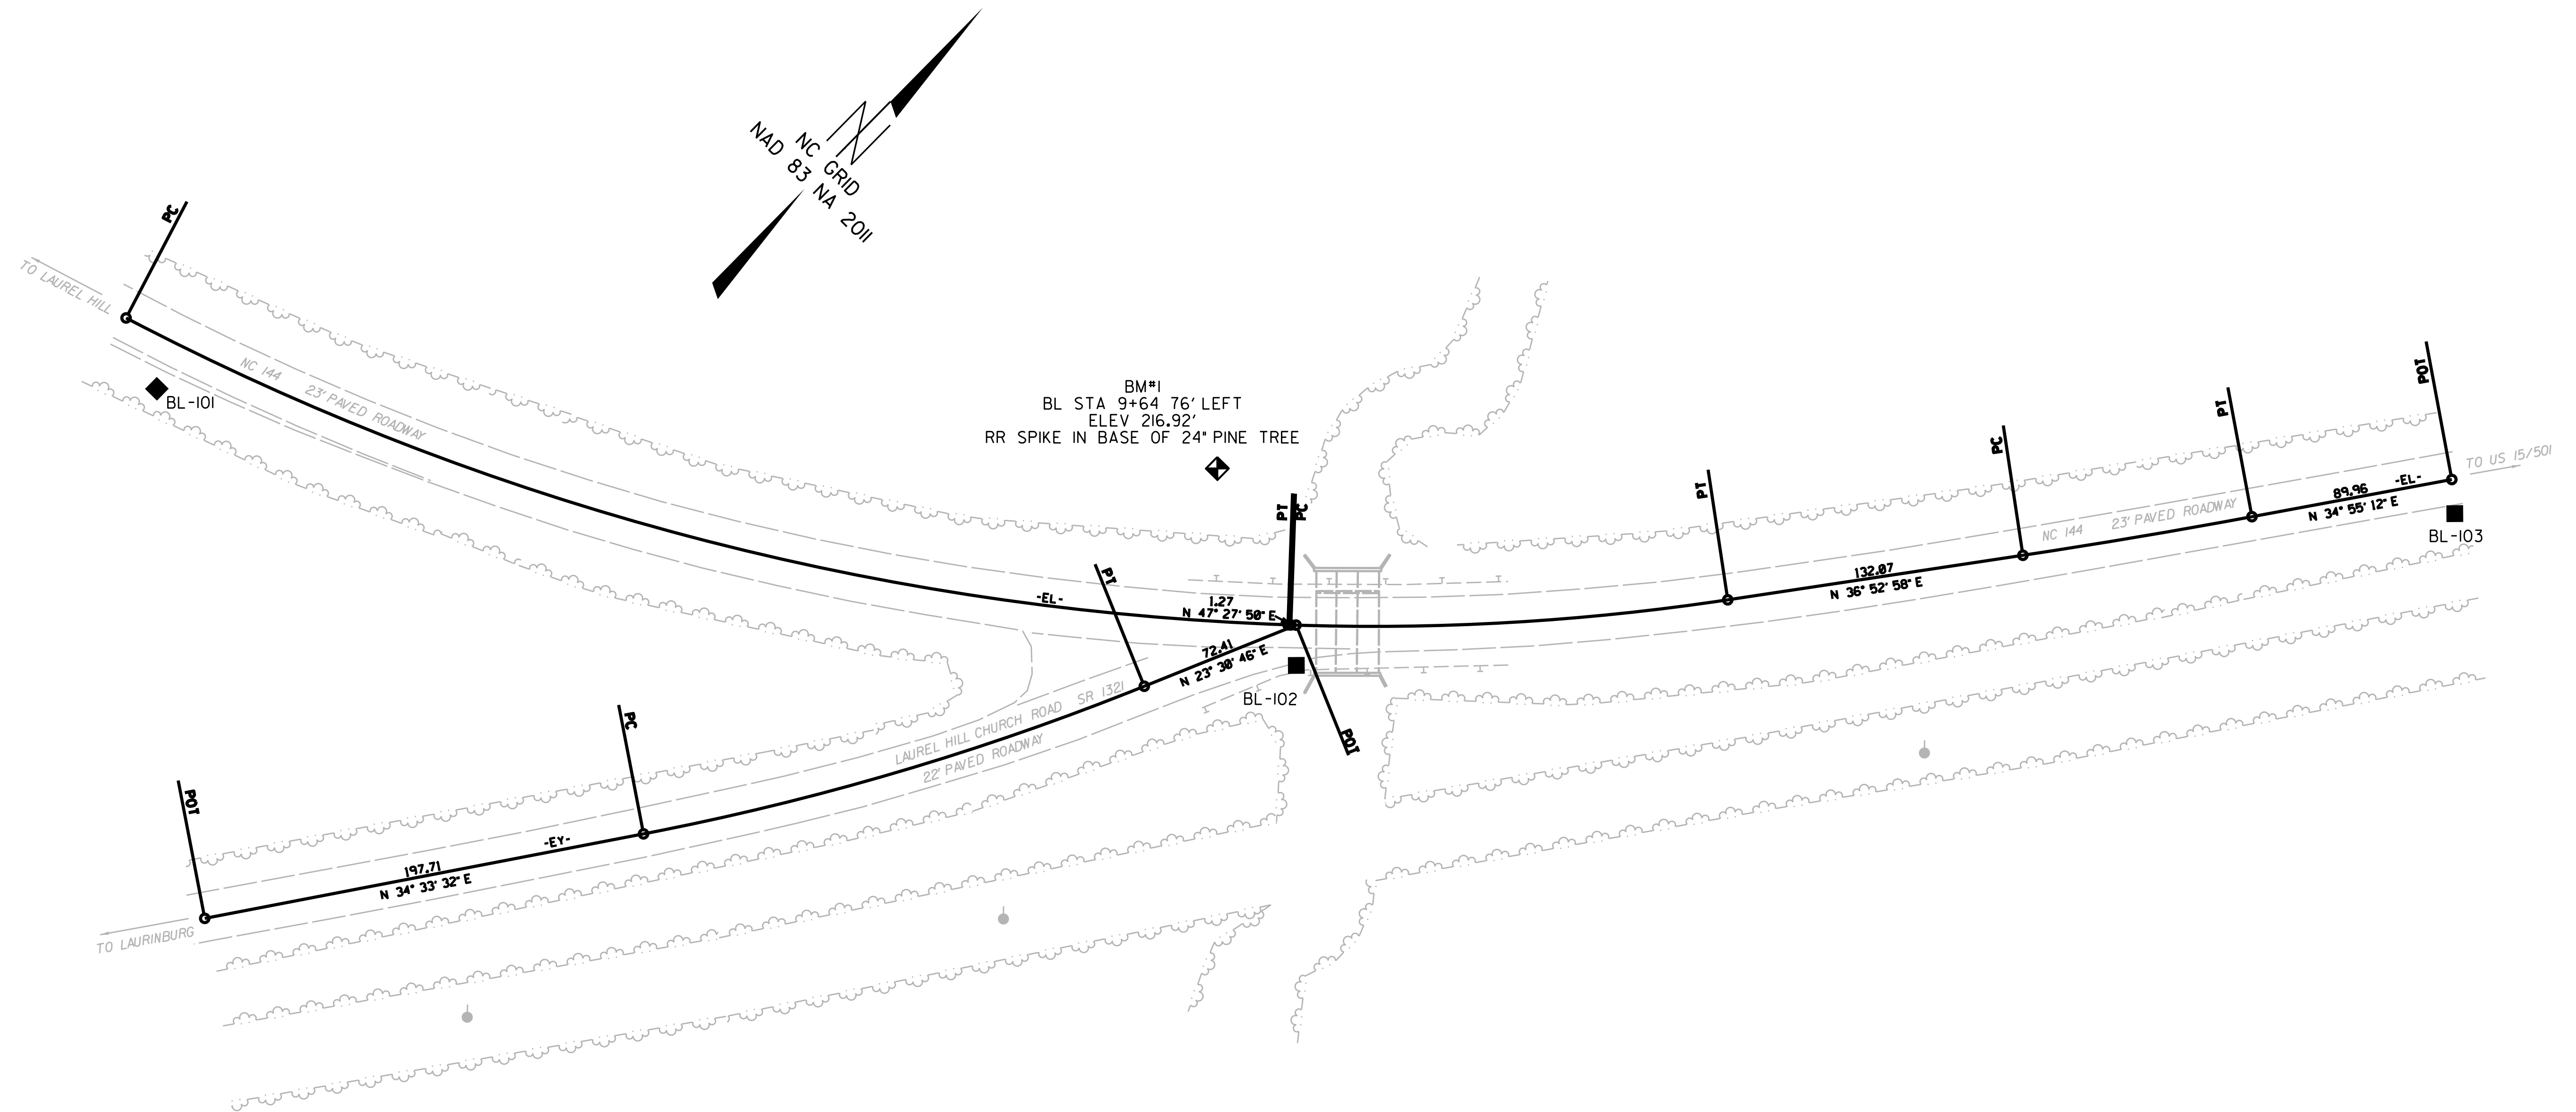 NC GRID
NAD 83 NA 2011
PC
TO LAUREL HILL
NC 144 23' PAVED ROADWAY
BL-101
BM#1
BL STA 9+64 76' LEFT
ELEV 216.92'
RR SPIKE IN BASE OF 24" PINE TREE
PT
PC
-EL-
1.27
N 47° 27' 50" E
PT
72.41
N 23° 30' 46" E
BL-102
POT
PT
132.07
N 36° 52' 58" E
PC
NC 144 23' PAVED ROADWAY
PT
89.96
-EL-
N 34° 55' 12" E
POT
TO US 15/501
BL-103
PC
LAUREL HILL CHURCH ROAD SR 1321
22' PAVED ROADWAY
POT
-EY-
197.71
N 34° 33' 32" E
TO LAURINBURG